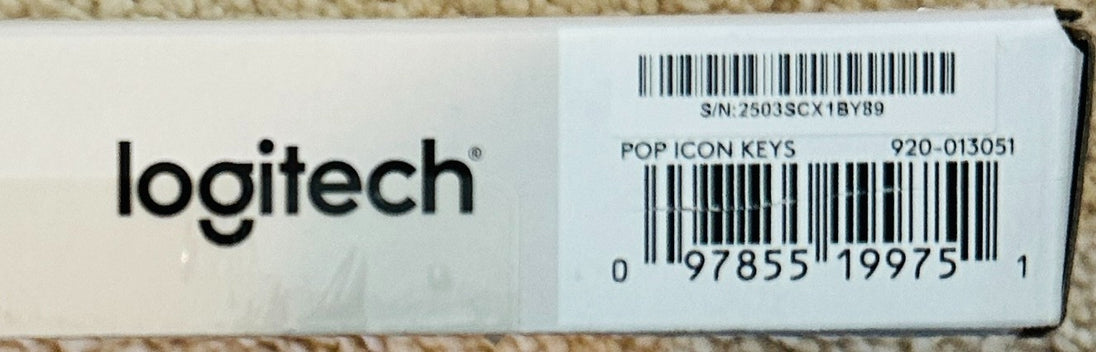 logitech®
S/N:2503SCX1BY89
POP ICON KEYS 920-013051
0 97855 19975 1